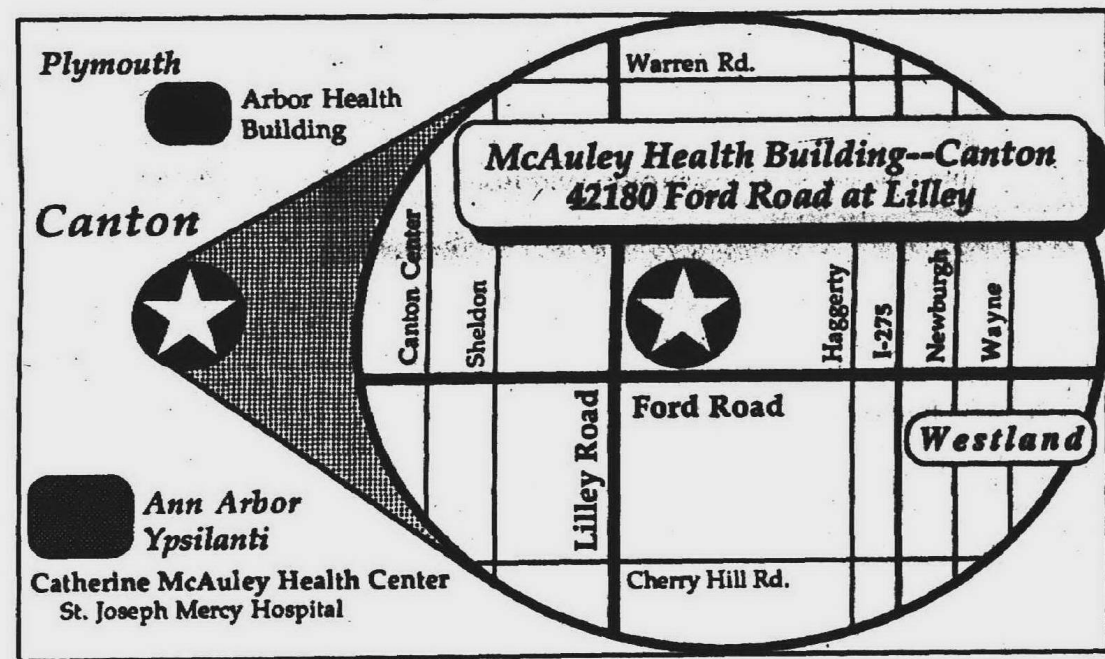 Plymouth
Arbor Health
Building
Canton
Warren Rd.
McAuley Health Building--Canton
42180 Ford Road at Lilley
Canton Center
Sheldon
Haggerty
I-275
Newburgh
Wayne
Lilley Road
Ford Road
Westland
Ann Arbor
Ypsilanti
Catherine McAuley Health Center
St. Joseph Mercy Hospital
Cherry Hill Rd.